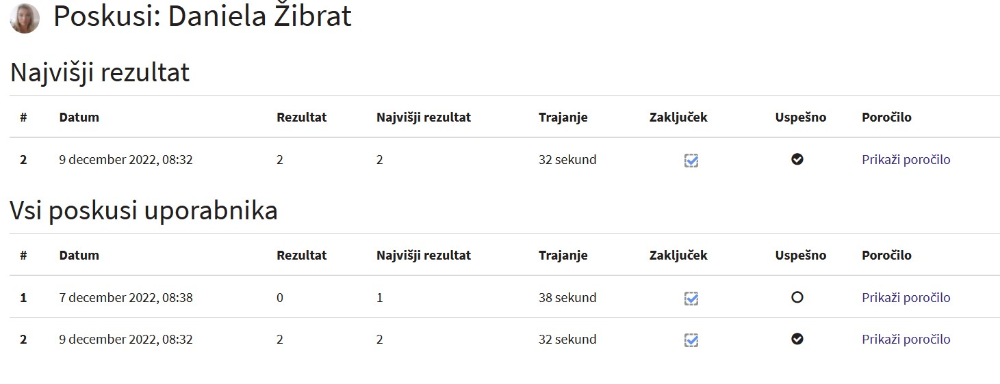 Poskusi: Daniela Žibrat
Najvišji rezultat
# Datum Rezultat Najvišji rezultat Trajanje Zaključek Uspešno Poročilo
2 9 december 2022, 08:32 2 2 32 sekund Prikaži poročilo
Vsi poskusi uporabnika
# Datum Rezultat Najvišji rezultat Trajanje Zaključek Uspešno Poročilo
1 7 december 2022, 08:38 0 1 38 sekund Prikaži poročilo
2 9 december 2022, 08:32 2 2 32 sekund Prikaži poročilo